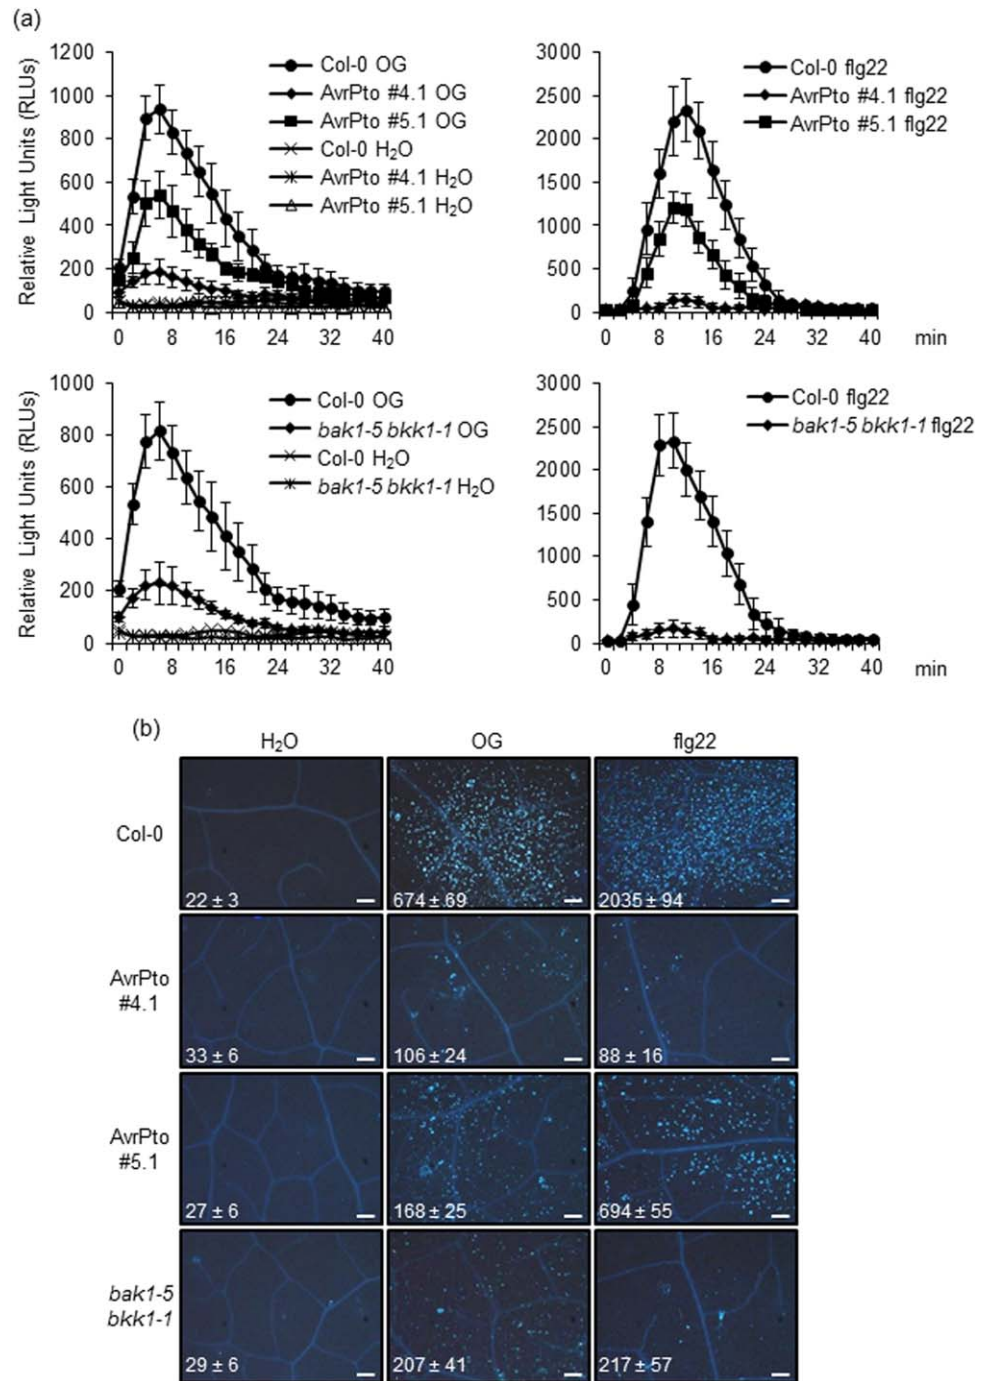 (a)
Relative Light Units (RLUs)
1200
1000
800
600
400
200
0
0 8 16 24 32 40
Col-0 OG
AvrPto #4.1 OG
AvrPto #5.1 OG
Col-0 H₂O
AvrPto #4.1 H₂O
AvrPto #5.1 H₂O
3000
2500
2000
1500
1000
500
0
0 8 16 24 32 40 min
Col-0 flg22
AvrPto #4.1 flg22
AvrPto #5.1 flg22
Relative Light Units (RLUs)
1000
800
600
400
200
0
0 8 16 24 32 40
Col-0 OG
bak1-5 bkk1-1 OG
Col-0 H₂O
bak1-5 bkk1-1 H₂O
3000
2500
2000
1500
1000
500
0
0 8 16 24 32 40 min
Col-0 flg22
bak1-5 bkk1-1 flg22
(b)
H₂O OG flg22
Col-0
22 ± 3 674 ± 69 2035 ± 94
AvrPto
#4.1
33 ± 6 106 ± 24 88 ± 16
AvrPto
#5.1
27 ± 6 168 ± 25 694 ± 55
bak1-5
bkk1-1
29 ± 6 207 ± 41 217 ± 57